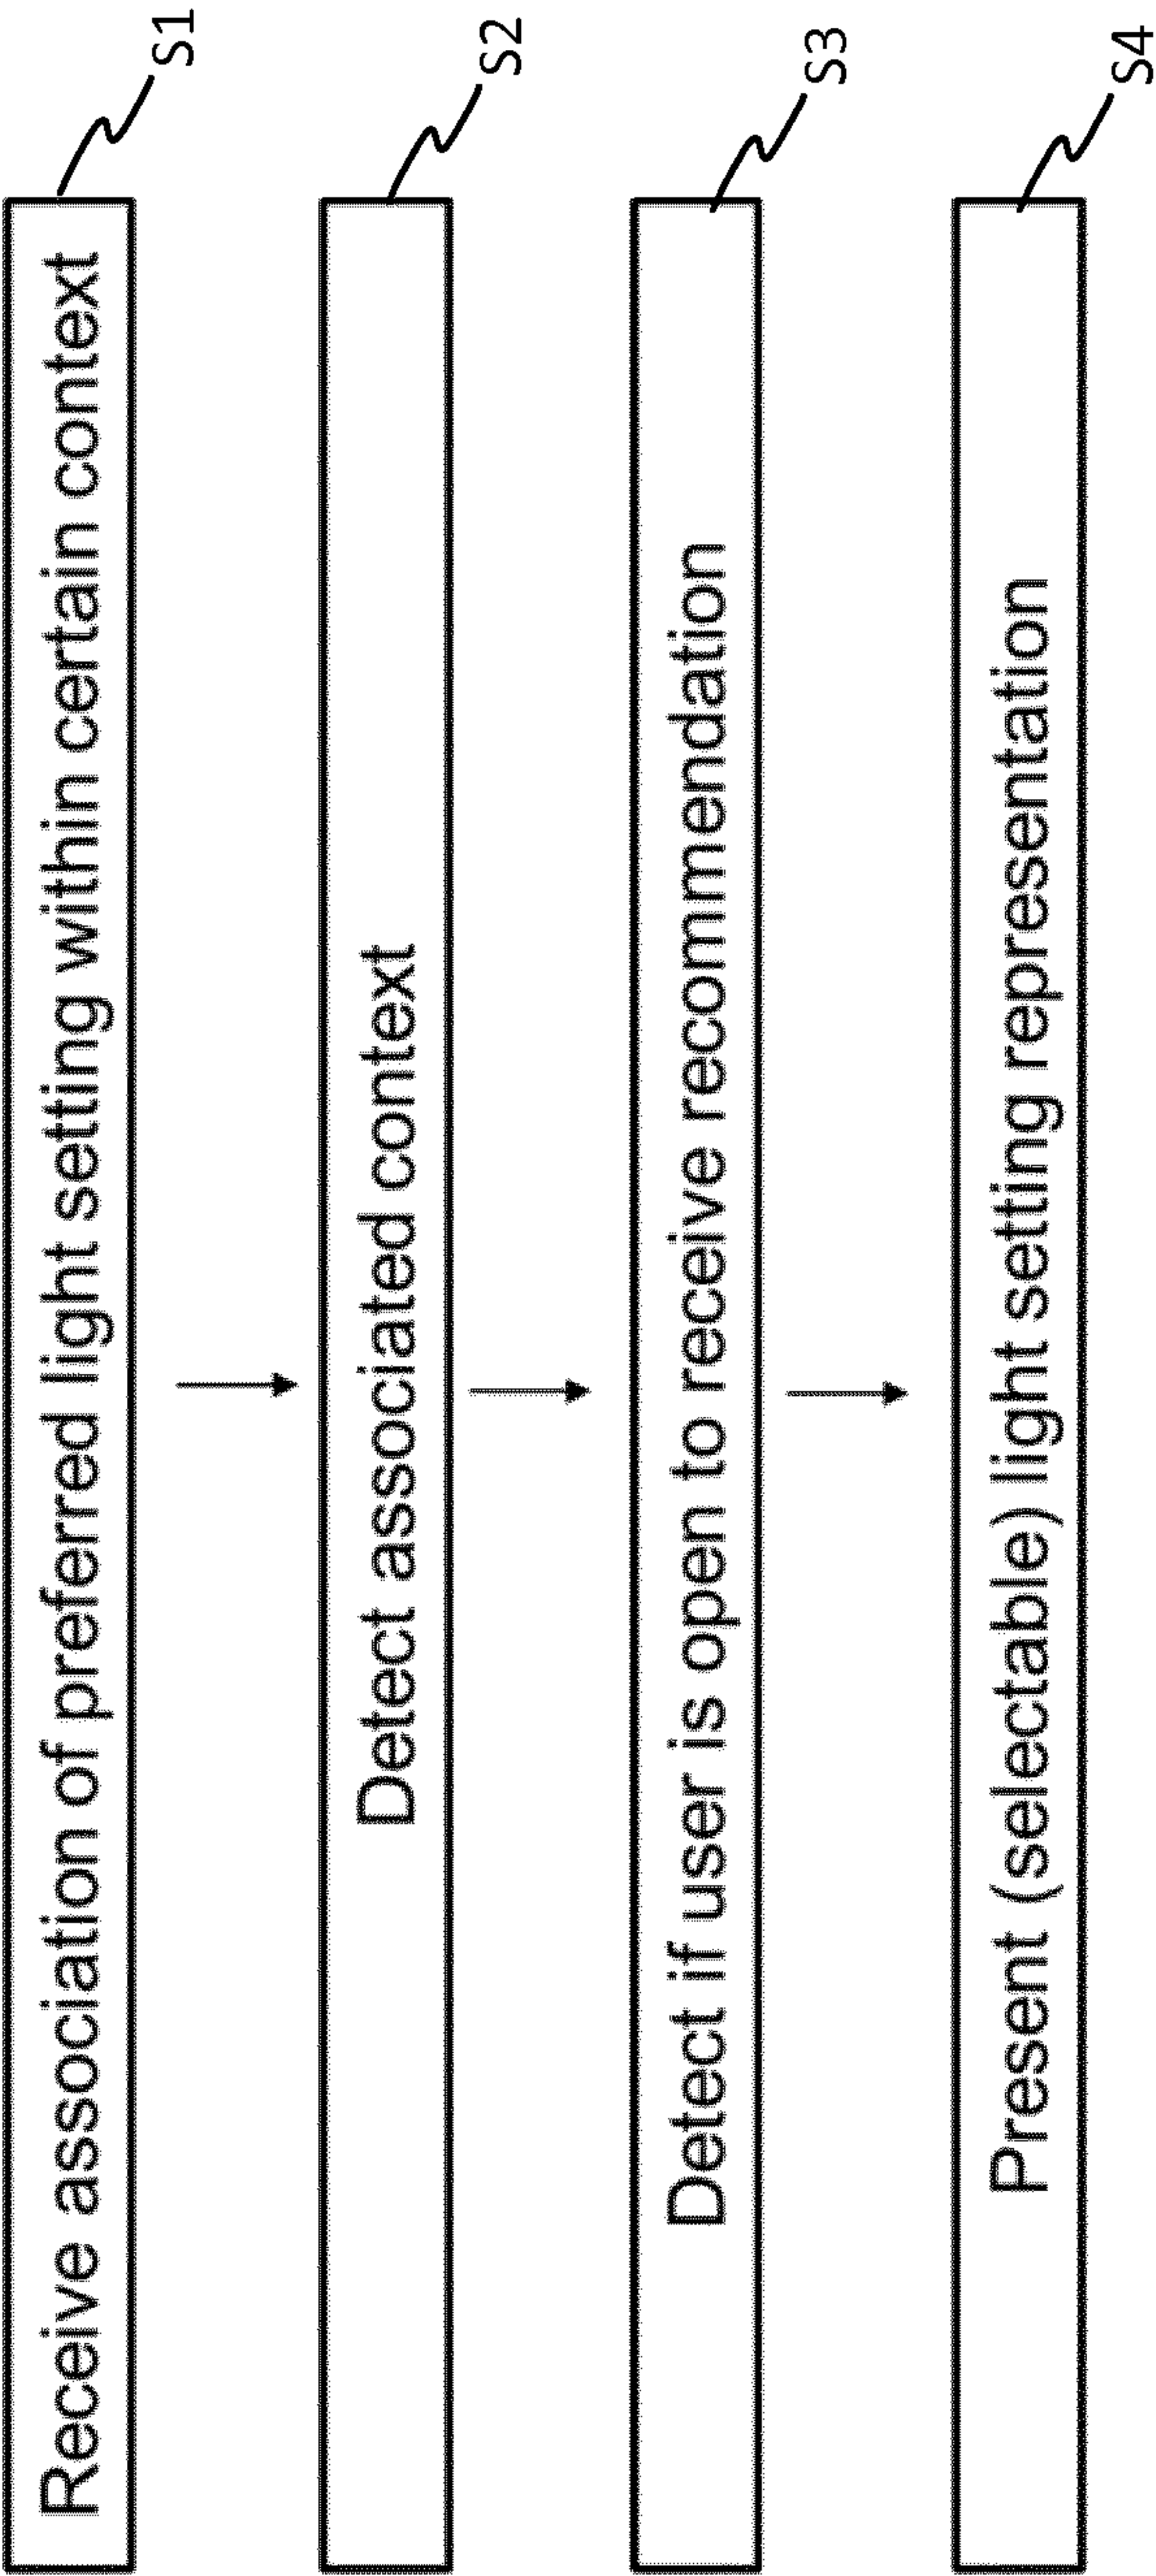 Receive association of preferred light setting within certain context
S1
Detect associated context
S2
Detect if user is open to receive recommendation
S3
Present (selectable) light setting representation
S4